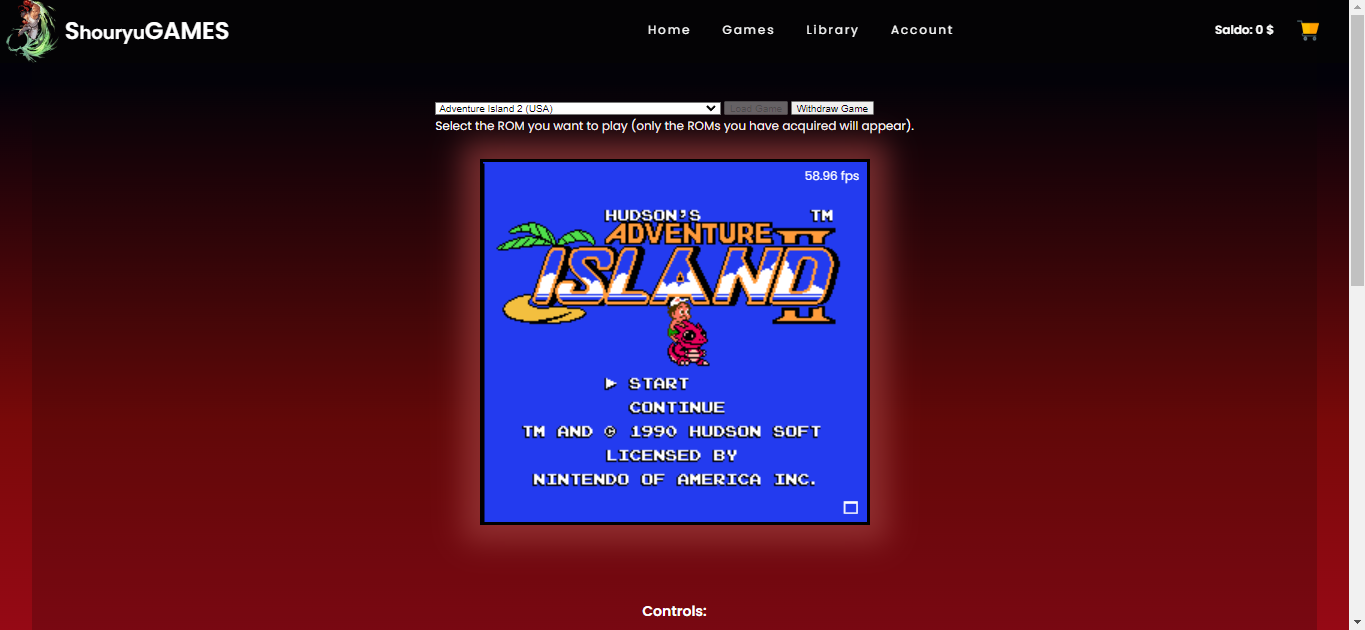 ShouryuGAMES
Home Games Library Account
Saldo: 0 $
Adventure Island 2 (USA)
Load Game
Withdraw Game
Select the ROM you want to play (only the ROMs you have acquired will appear).
58.96 fps
HUDSON'S TM
ADVENTURE
ISLAND II
START
CONTINUE
TM AND © 1990 HUDSON SOFT
LICENSED BY
NINTENDO OF AMERICA INC.
Controls: